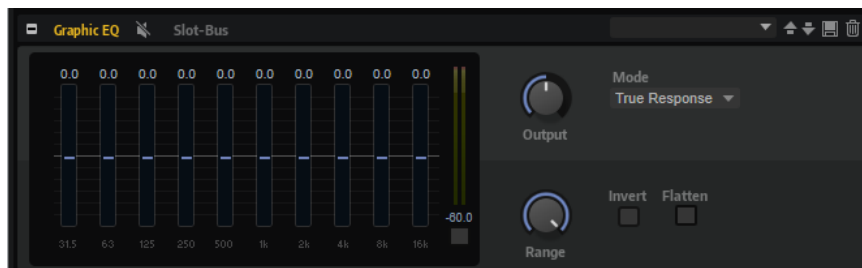 Graphic EQ Slot-Bus
0.0 0.0 0.0 0.0 0.0 0.0 0.0 0.0 0.0 0.0
Mode
True Response
Output
Invert Flatten
-60.0
31.5 63 125 250 500 1k 2k 4k 8k 16k
Range